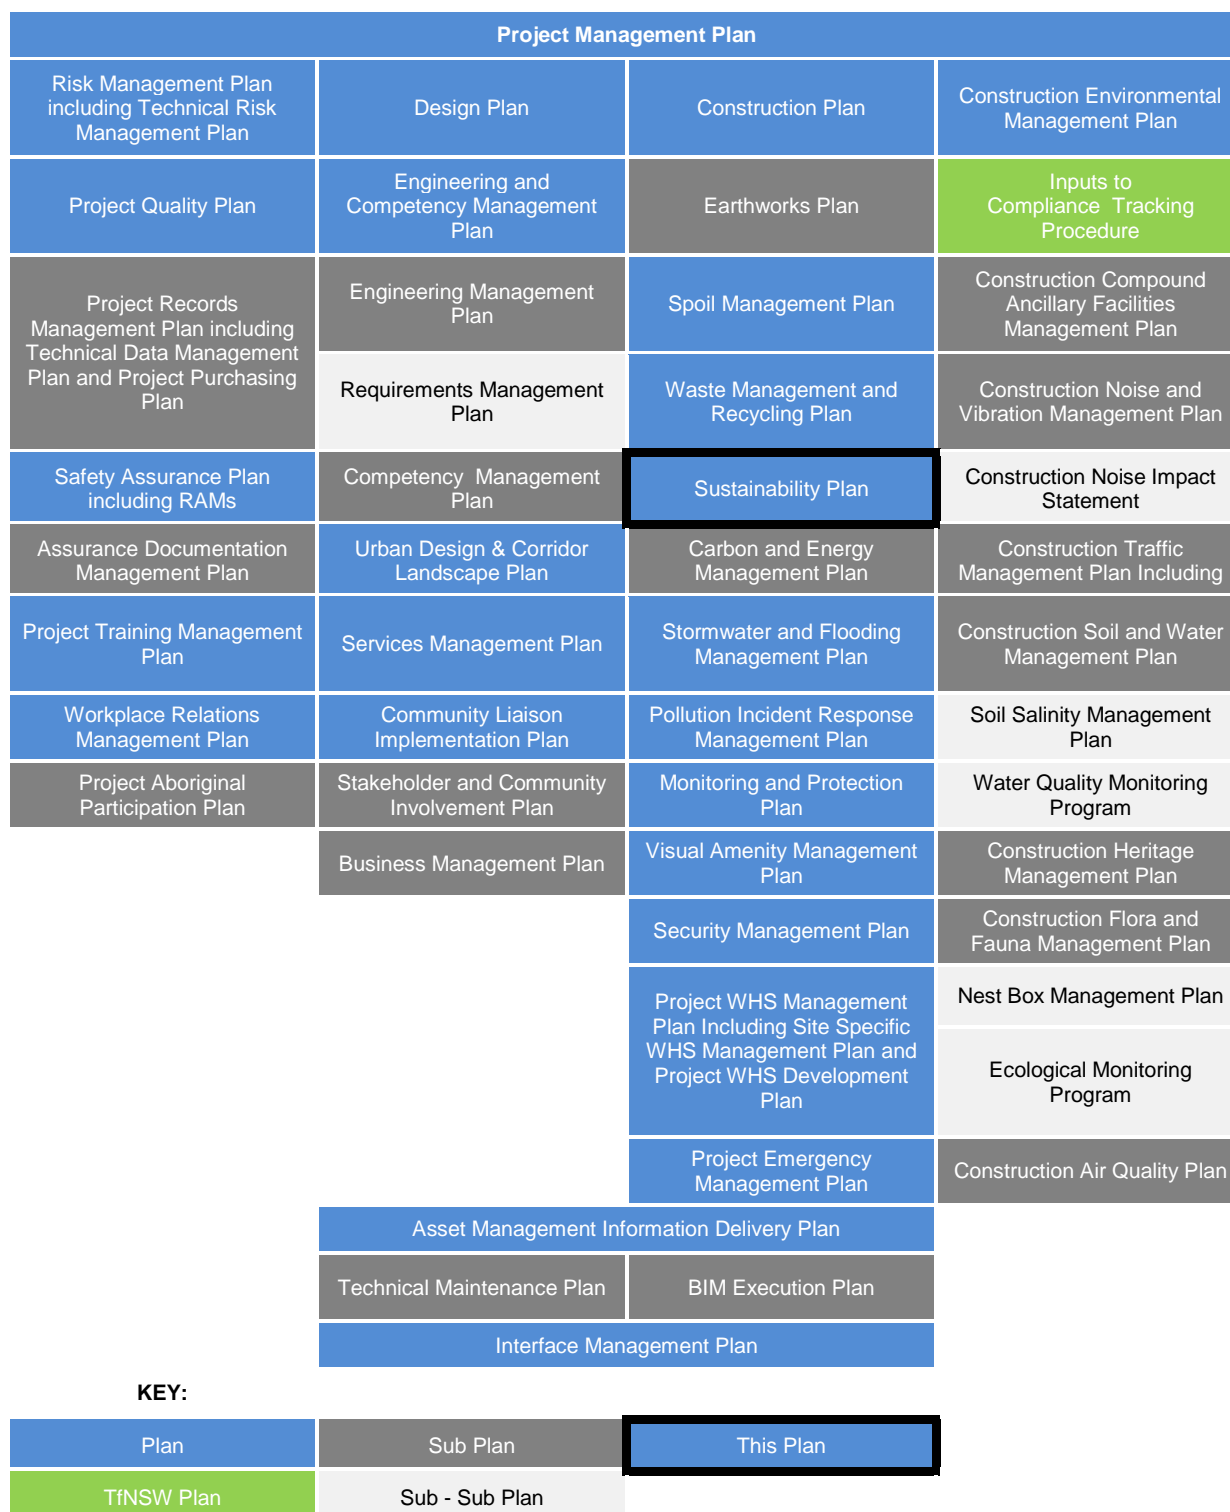 Project Management Plan
Risk Management Plan
including Technical Risk
Management Plan
Design Plan
Construction Plan
Construction Environmental
Management Plan
Project Quality Plan
Engineering and
Competency Management
Plan
Earthworks Plan
Inputs to
Compliance Tracking
Procedure
Project Records
Management Plan including
Technical Data Management
Plan and Project Purchasing
Plan
Engineering Management
Plan
Spoil Management Plan
Construction Compound
Ancillary Facilities
Management Plan
Requirements Management
Plan
Waste Management and
Recycling Plan
Construction Noise and
Vibration Management Plan
Safety Assurance Plan
including RAMs
Competency Management
Plan
Sustainability Plan
Construction Noise Impact
Statement
Assurance Documentation
Management Plan
Urban Design & Corridor
Landscape Plan
Carbon and Energy
Management Plan
Construction Traffic
Management Plan Including
Project Training Management
Plan
Services Management Plan
Stormwater and Flooding
Management Plan
Construction Soil and Water
Management Plan
Workplace Relations
Management Plan
Community Liaison
Implementation Plan
Pollution Incident Response
Management Plan
Soil Salinity Management
Plan
Project Aboriginal
Participation Plan
Stakeholder and Community
Involvement Plan
Monitoring and Protection
Plan
Water Quality Monitoring
Program
Business Management Plan
Visual Amenity Management
Plan
Construction Heritage
Management Plan
Security Management Plan
Construction Flora and
Fauna Management Plan
Project WHS Management
Plan Including Site Specific
WHS Management Plan and
Project WHS Development
Plan
Nest Box Management Plan
Ecological Monitoring
Program
Project Emergency
Management Plan
Construction Air Quality Plan
Asset Management Information Delivery Plan
Technical Maintenance Plan
BIM Execution Plan
Interface Management Plan
KEY:
Plan
Sub Plan
This Plan
TfNSW Plan
Sub - Sub Plan